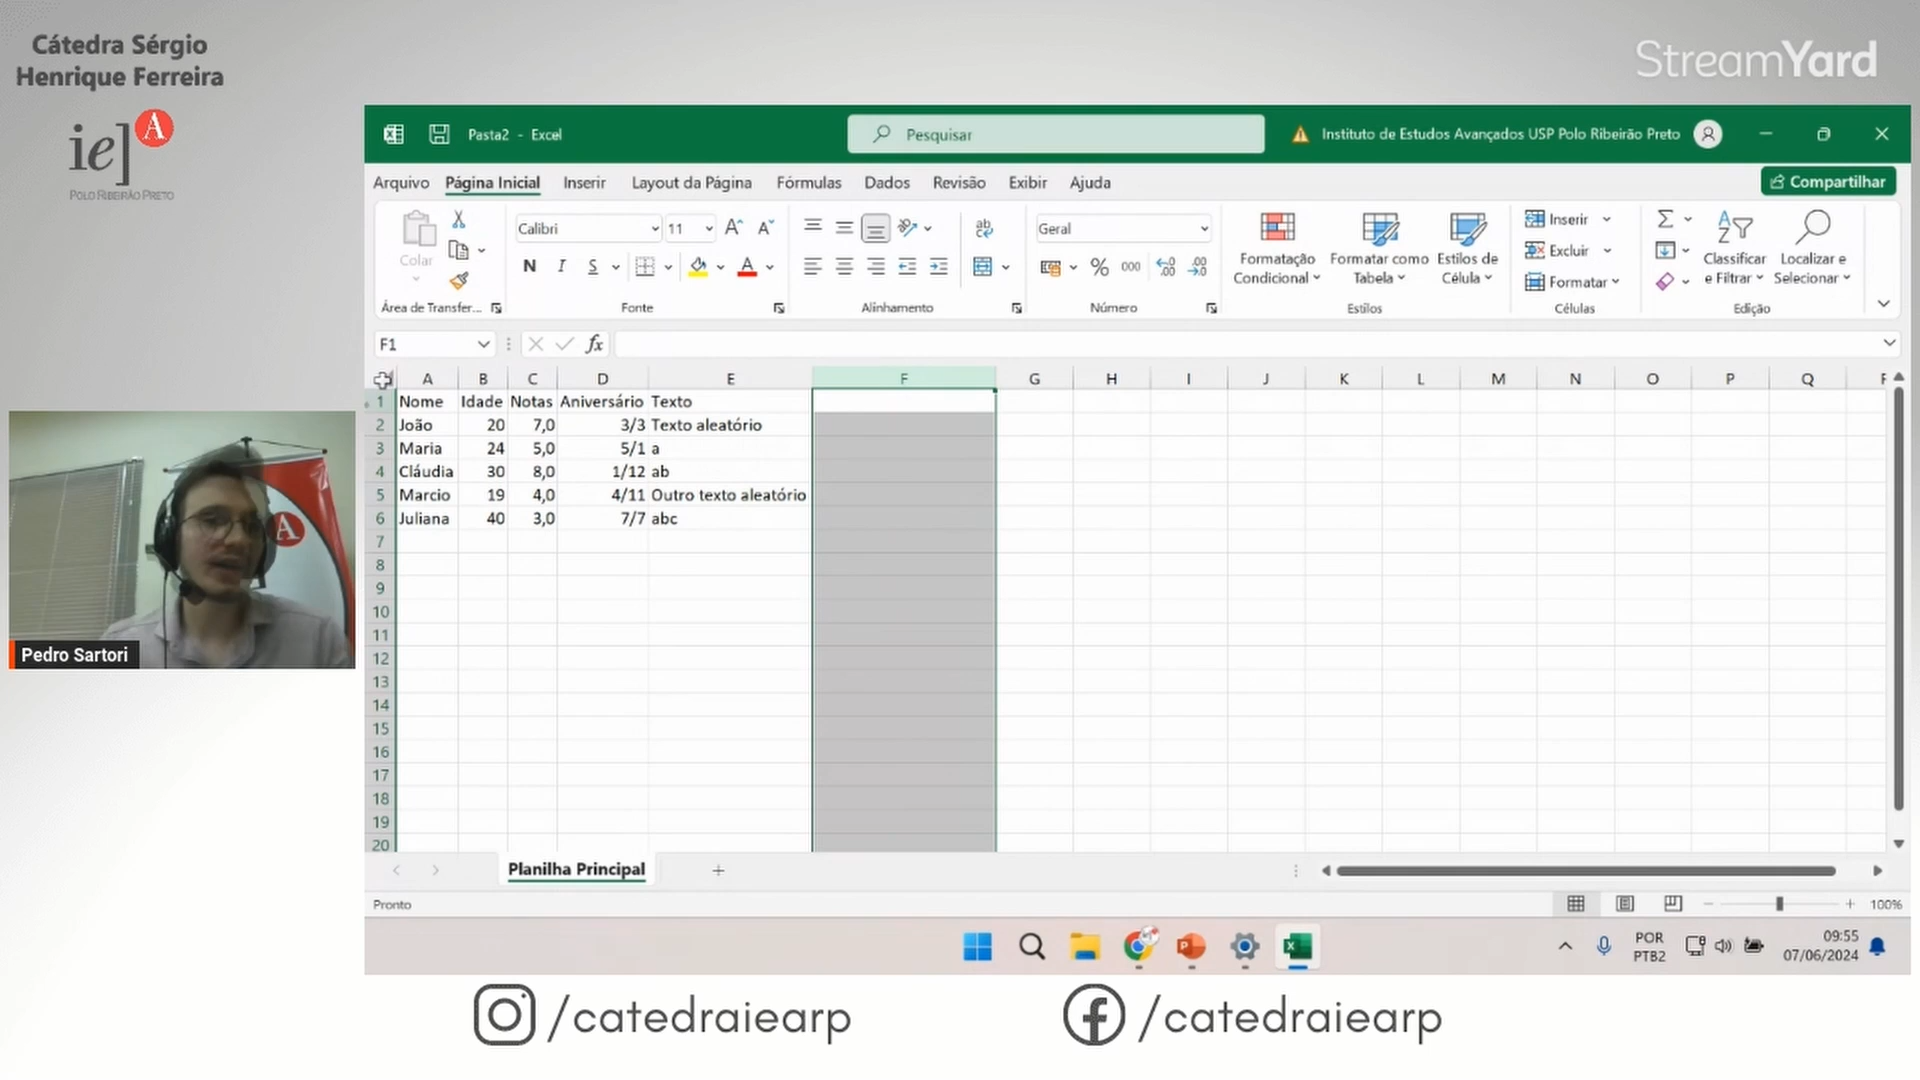 Cátedra Sérgio
Henrique Ferreira
ie] A
POLO RIBEIRÃO PRETO
StreamYard
Pasta2 - Excel
Pesquisar
Instituto de Estudos Avançados USP Polo Ribeirão Preto
Arquivo Página Inicial Inserir Layout da Página Fórmulas Dados Revisão Exibir Ajuda
Compartilhar
Colar
Calibri 11
N I S A
ab
Geral
% 000
Formatação Condicional
Formatar como Tabela
Estilos de Célula
Inserir
Excluir
Formatar
Classificar e Filtrar
Localizar e Selecionar
Área de Transfer... Fonte Alinhamento Número Estilos Células Edição
F1 fx
A B C D E F G H I J K L M N O P Q
1 Nome Idade Notas Aniversário Texto
2 João 20 7,0 3/3 Texto aleatório
3 Maria 24 5,0 5/1 a
4 Cláudia 30 8,0 1/12 ab
5 Marcio 19 4,0 4/11 Outro texto aleatório
6 Juliana 40 3,0 7/7 abc
7
8
9
10
11
12
13
14
15
16
17
18
19
20
A
Pedro Sartori
Planilha Principal
Pronto
100%
POR
PTB2
09:55
07/06/2024
/catedraiearp
/catedraiearp